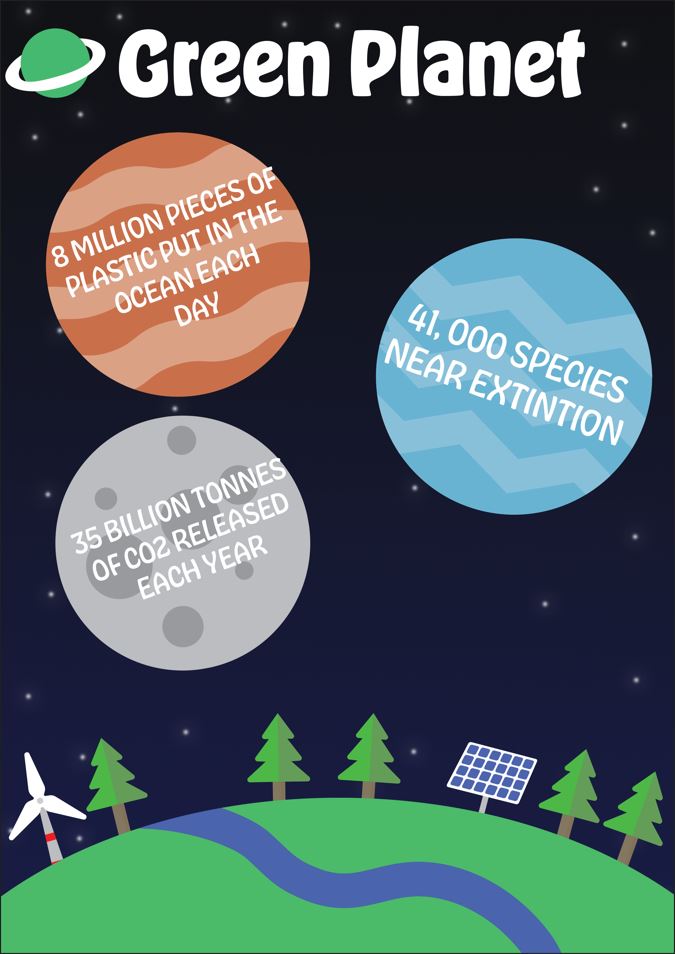 Green Planet
8 MILLION PIECES OF
PLASTIC PUT IN THE
OCEAN EACH
DAY
41, 000 SPECIES
NEAR EXTINTION
35 BILLION TONNES
OF CO2 RELEASED
EACH YEAR